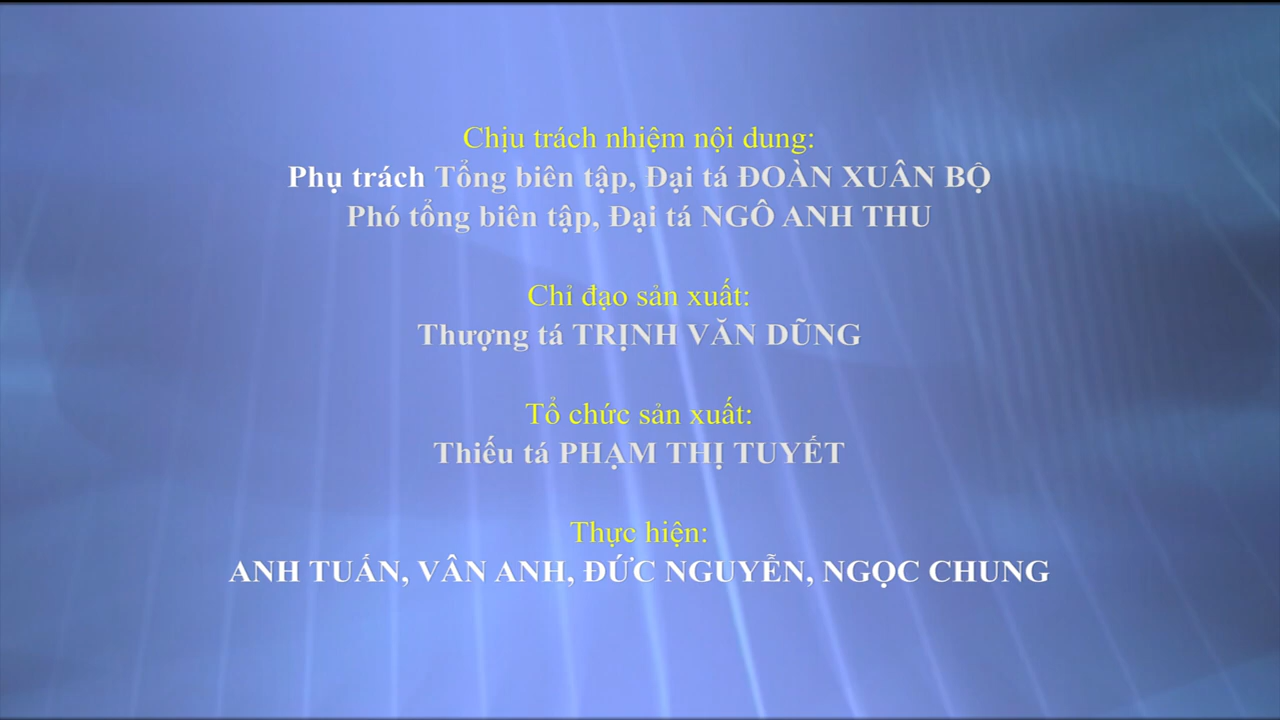 Chịu trách nhiệm nội dung:
Phụ trách Tổng biên tập, Đại tá ĐOÀN XUÂN BỘ
Phó tổng biên tập, Đại tá NGÔ ANH THU
Chỉ đạo sản xuất:
Thượng tá TRỊNH VĂN DŨNG
Tổ chức sản xuất:
Thiếu tá PHẠM THỊ TUYẾT
Thực hiện:
ANH TUẤN, VÂN ANH, ĐỨC NGUYỄN, NGỌC CHUNG